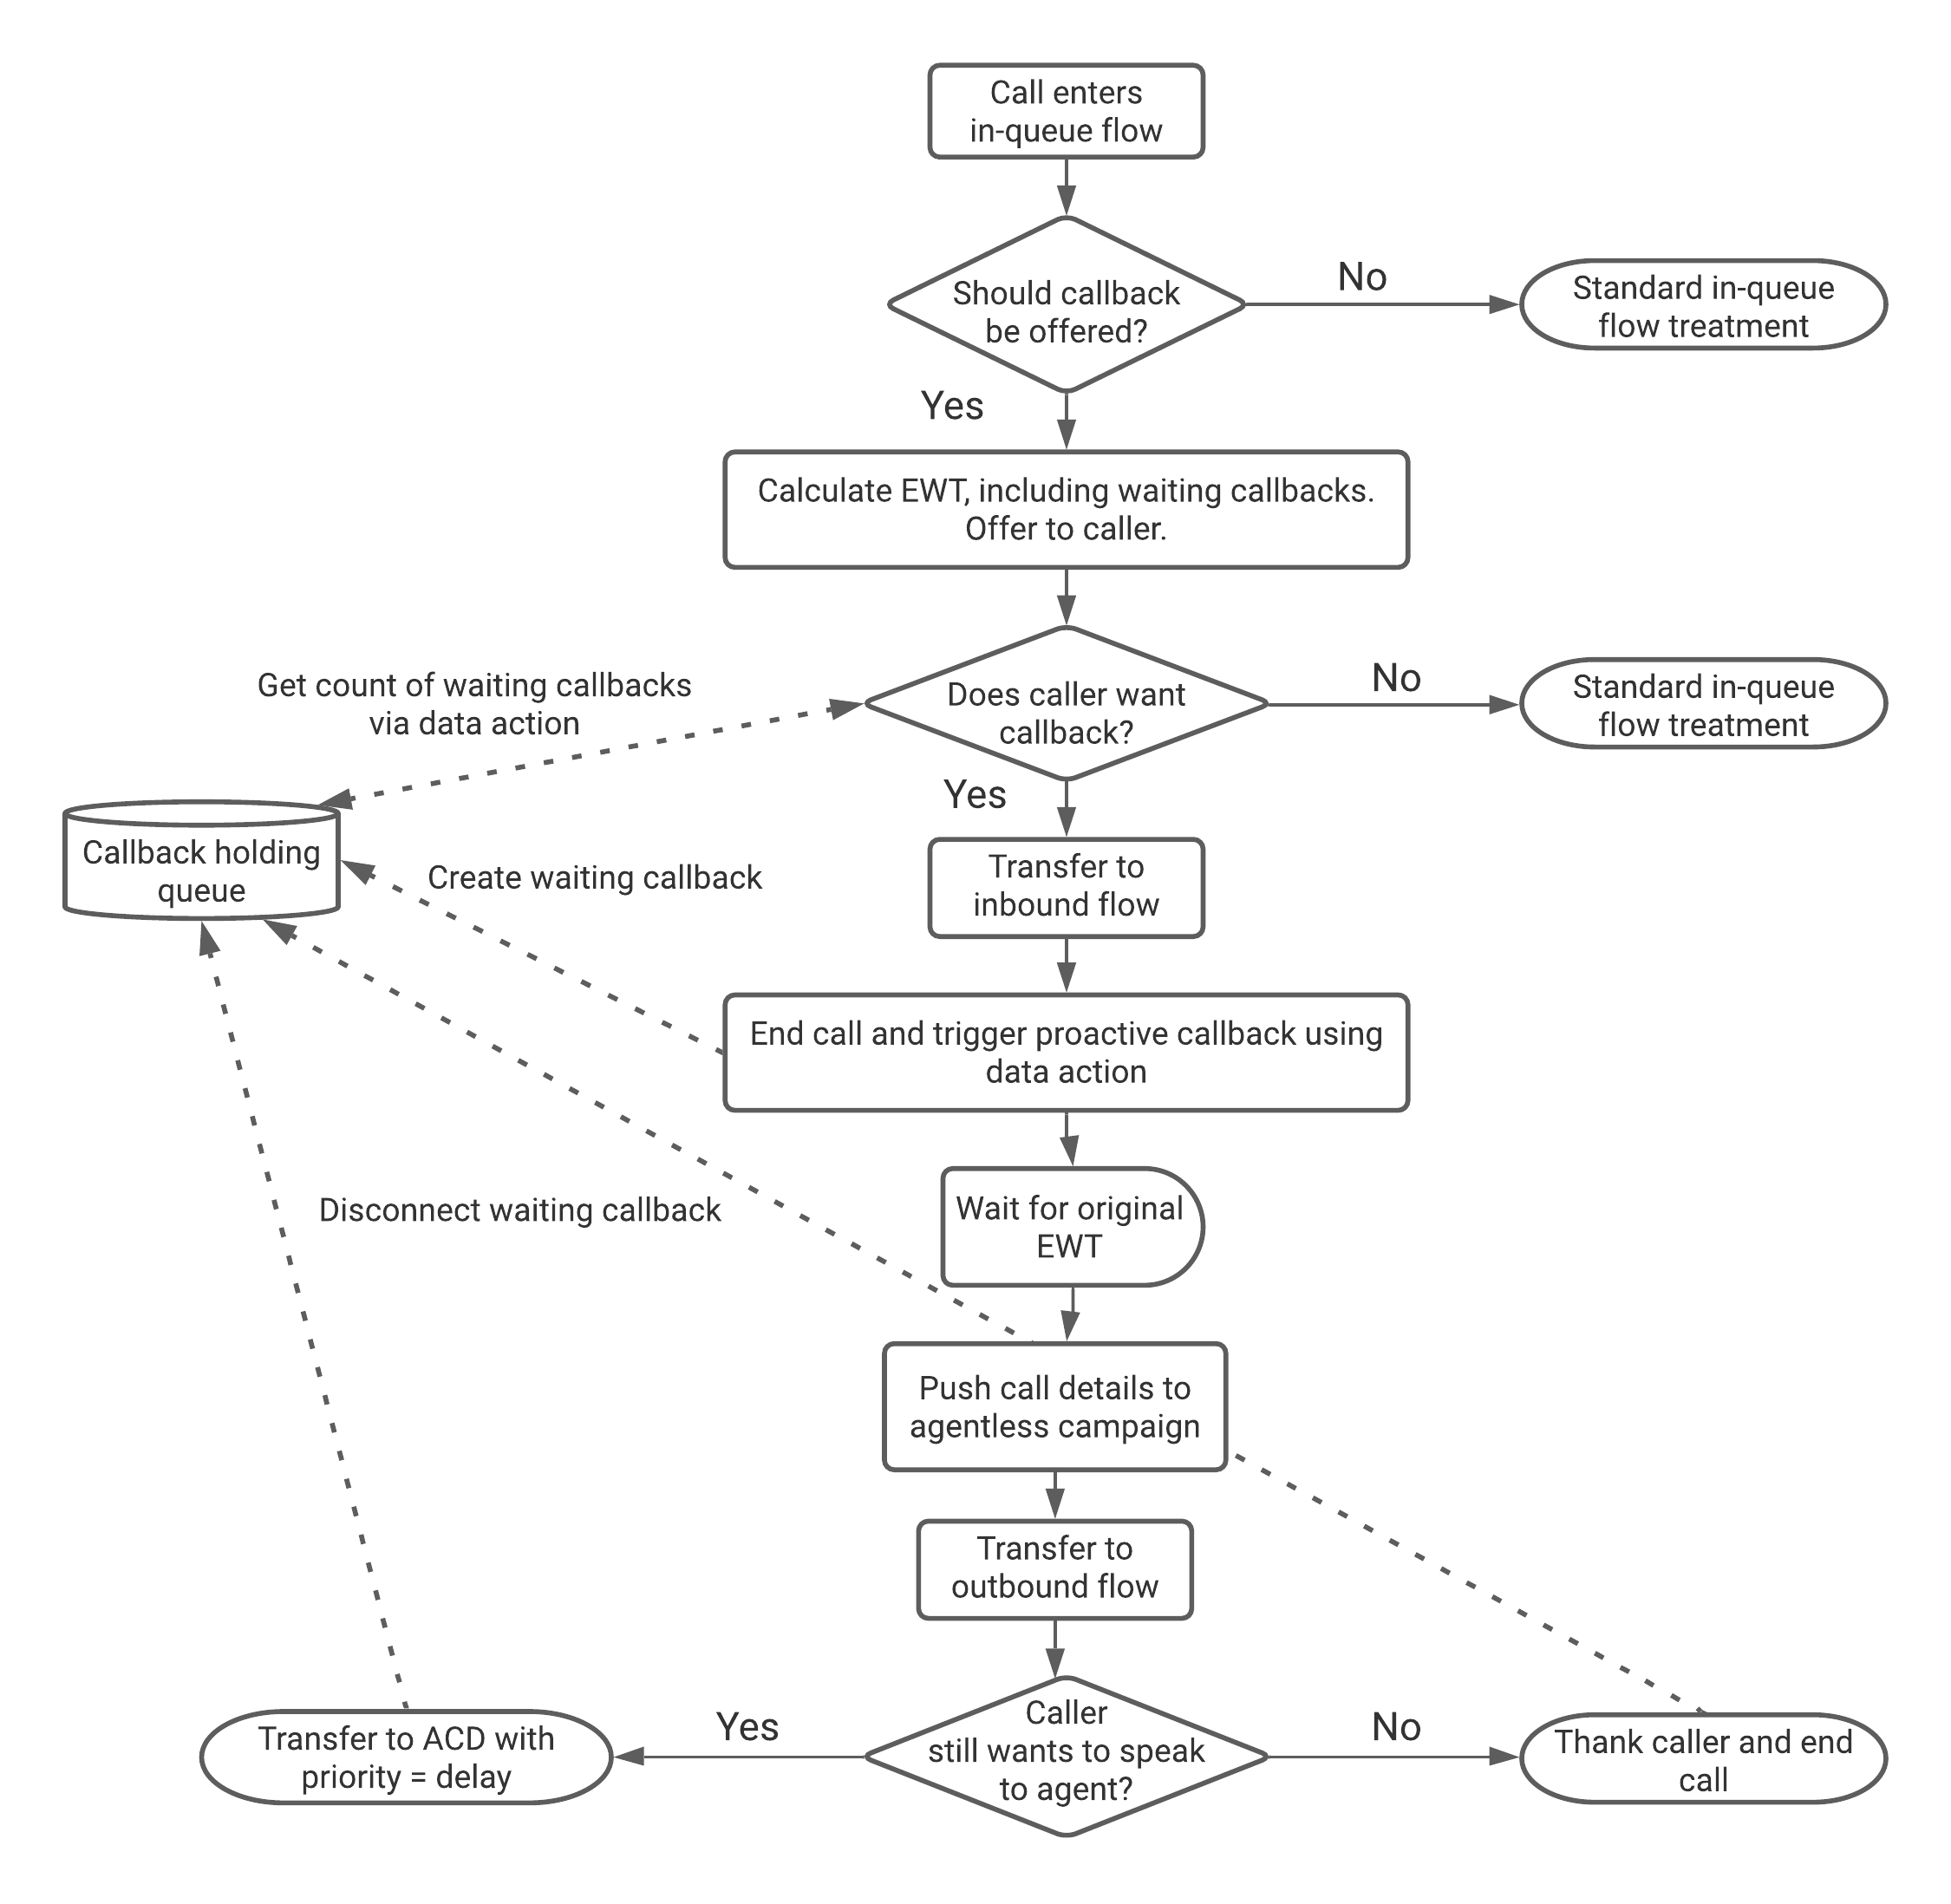 Call enters
in-queue flow
Should callback
be offered?
No
Standard in-queue
flow treatment
Yes
Calculate EWT, including waiting callbacks.
Offer to caller.
Get count of waiting callbacks
via data action
Does caller want
callback?
No
Standard in-queue
flow treatment
Yes
Callback holding
queue
Create waiting callback
Transfer to
inbound flow
End call and trigger proactive callback using
data action
Disconnect waiting callback
Wait for original
EWT
Push call details to
agentless campaign
Transfer to
outbound flow
Caller
still wants to speak
to agent?
Yes
Transfer to ACD with
priority = delay
No
Thank caller and end
call